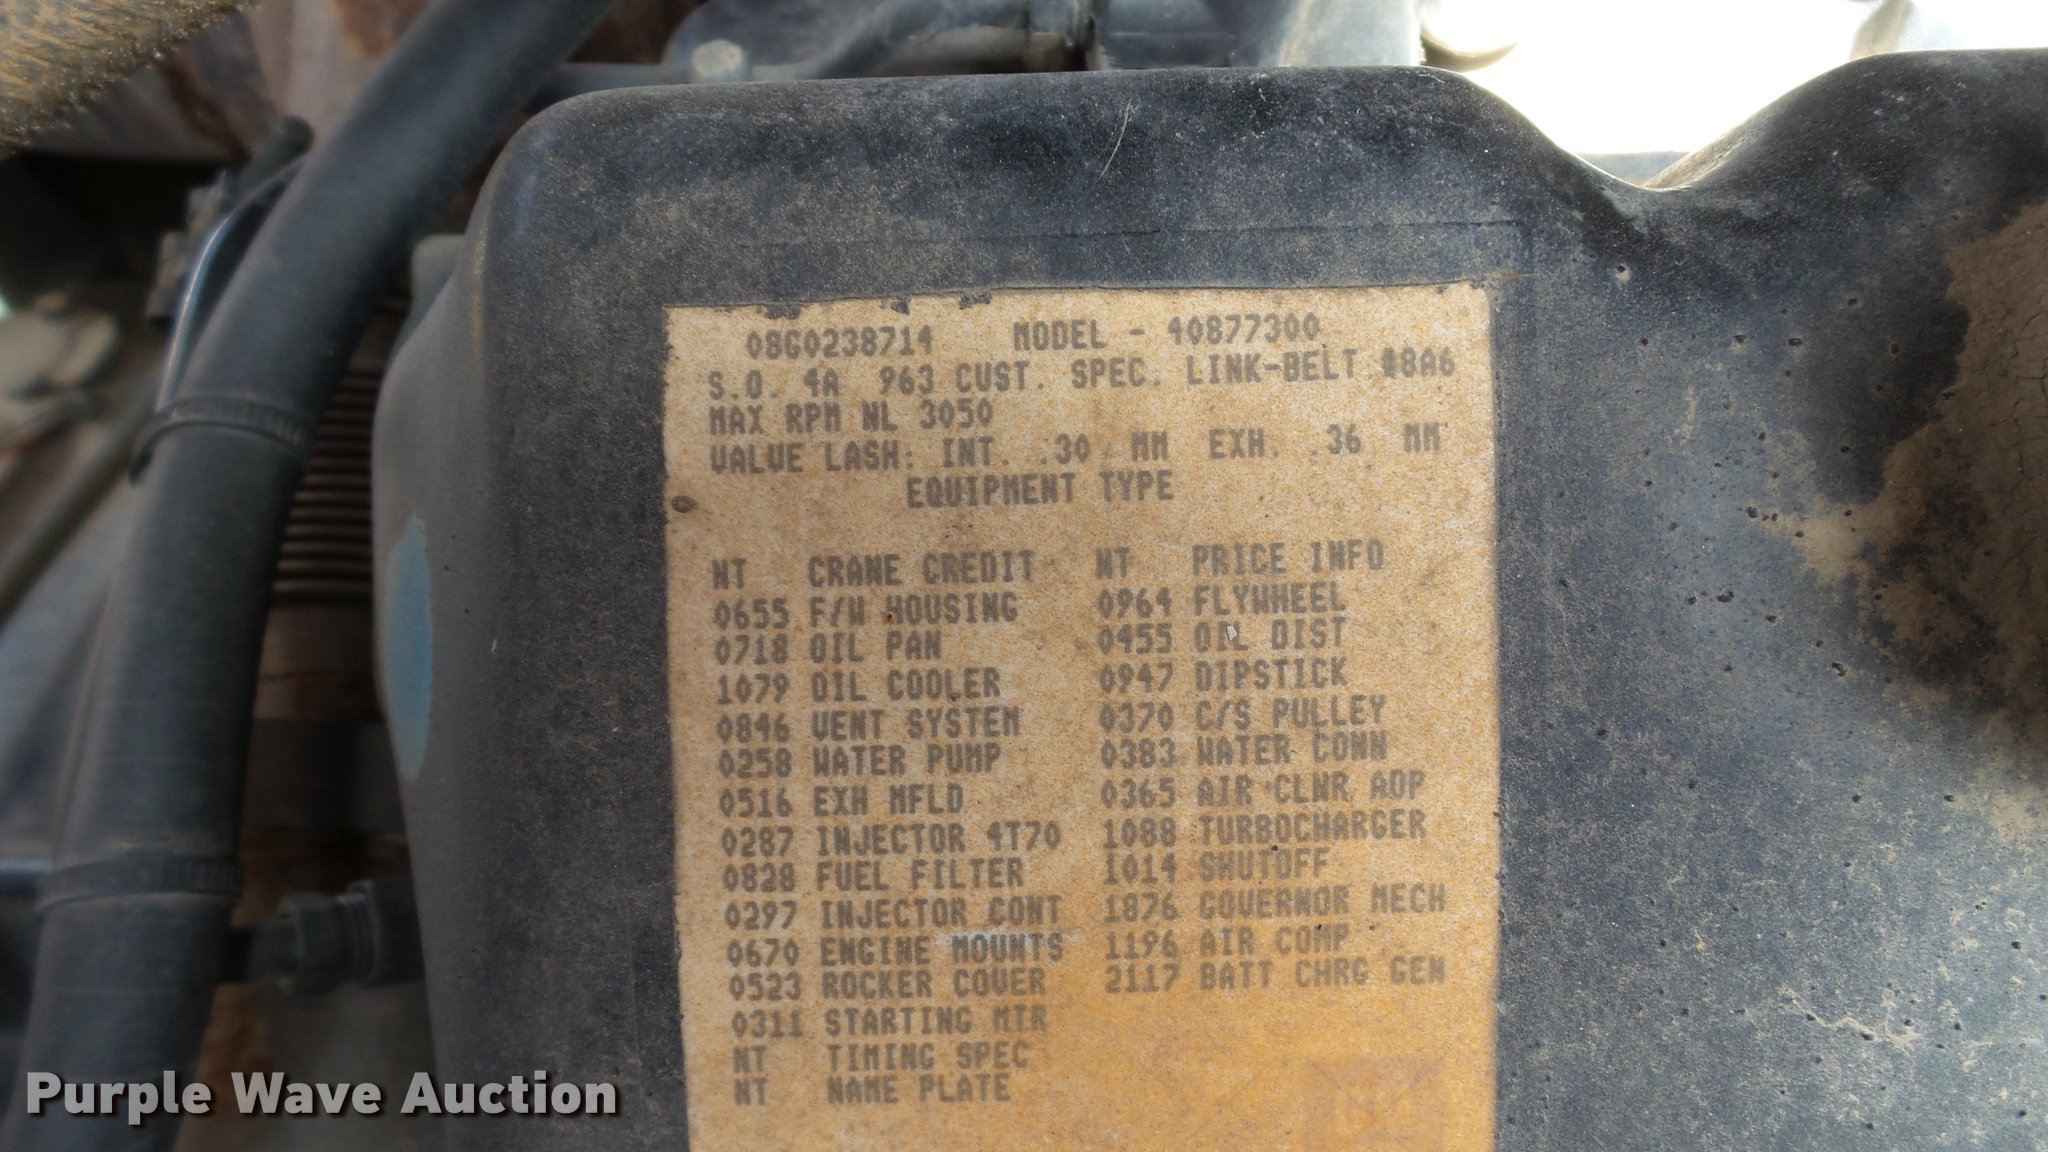 08G0238714 MODEL - 40877300
S.O. 4A 963 CUST. SPEC. LINK-BELT #8A6
MAX RPM NL 3050
VALVE LASH: INT. .30 MM EXH. .36 MM
EQUIPMENT TYPE
NT CRANE CREDIT NT PRICE INFO
0655 F/W HOUSING 0964 FLYWHEEL
0718 OIL PAN 0455 OIL DIST
1079 OIL COOLER 0947 DIPSTICK
0846 VENT SYSTEM 0370 C/S PULLEY
0258 WATER PUMP 0383 WATER CONN
0516 EXH MFLD 0365 AIR CLNR ADP
0287 INJECTOR 4T70 1088 TURBOCHARGER
0828 FUEL FILTER 1014 SHUTOFF
0297 INJECTOR CONT 1876 GOVERNOR MECH
0670 ENGINE MOUNTS 1196 AIR COMP
0523 ROCKER COVER 2117 BATT CHRG GEN
0311 STARTING MTR
NT TIMING SPEC
NT NAME PLATE
Purple Wave Auction